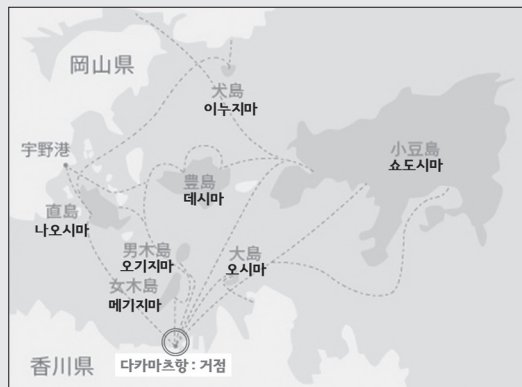 岡山県
犬島
이누지마
宇野港
小豆島
쇼도시마
豊島
데시마
直島
나오시마
男木島
오기지마
大島
오시마
女木島
메기지마
香川県
다카마츠항 : 거점